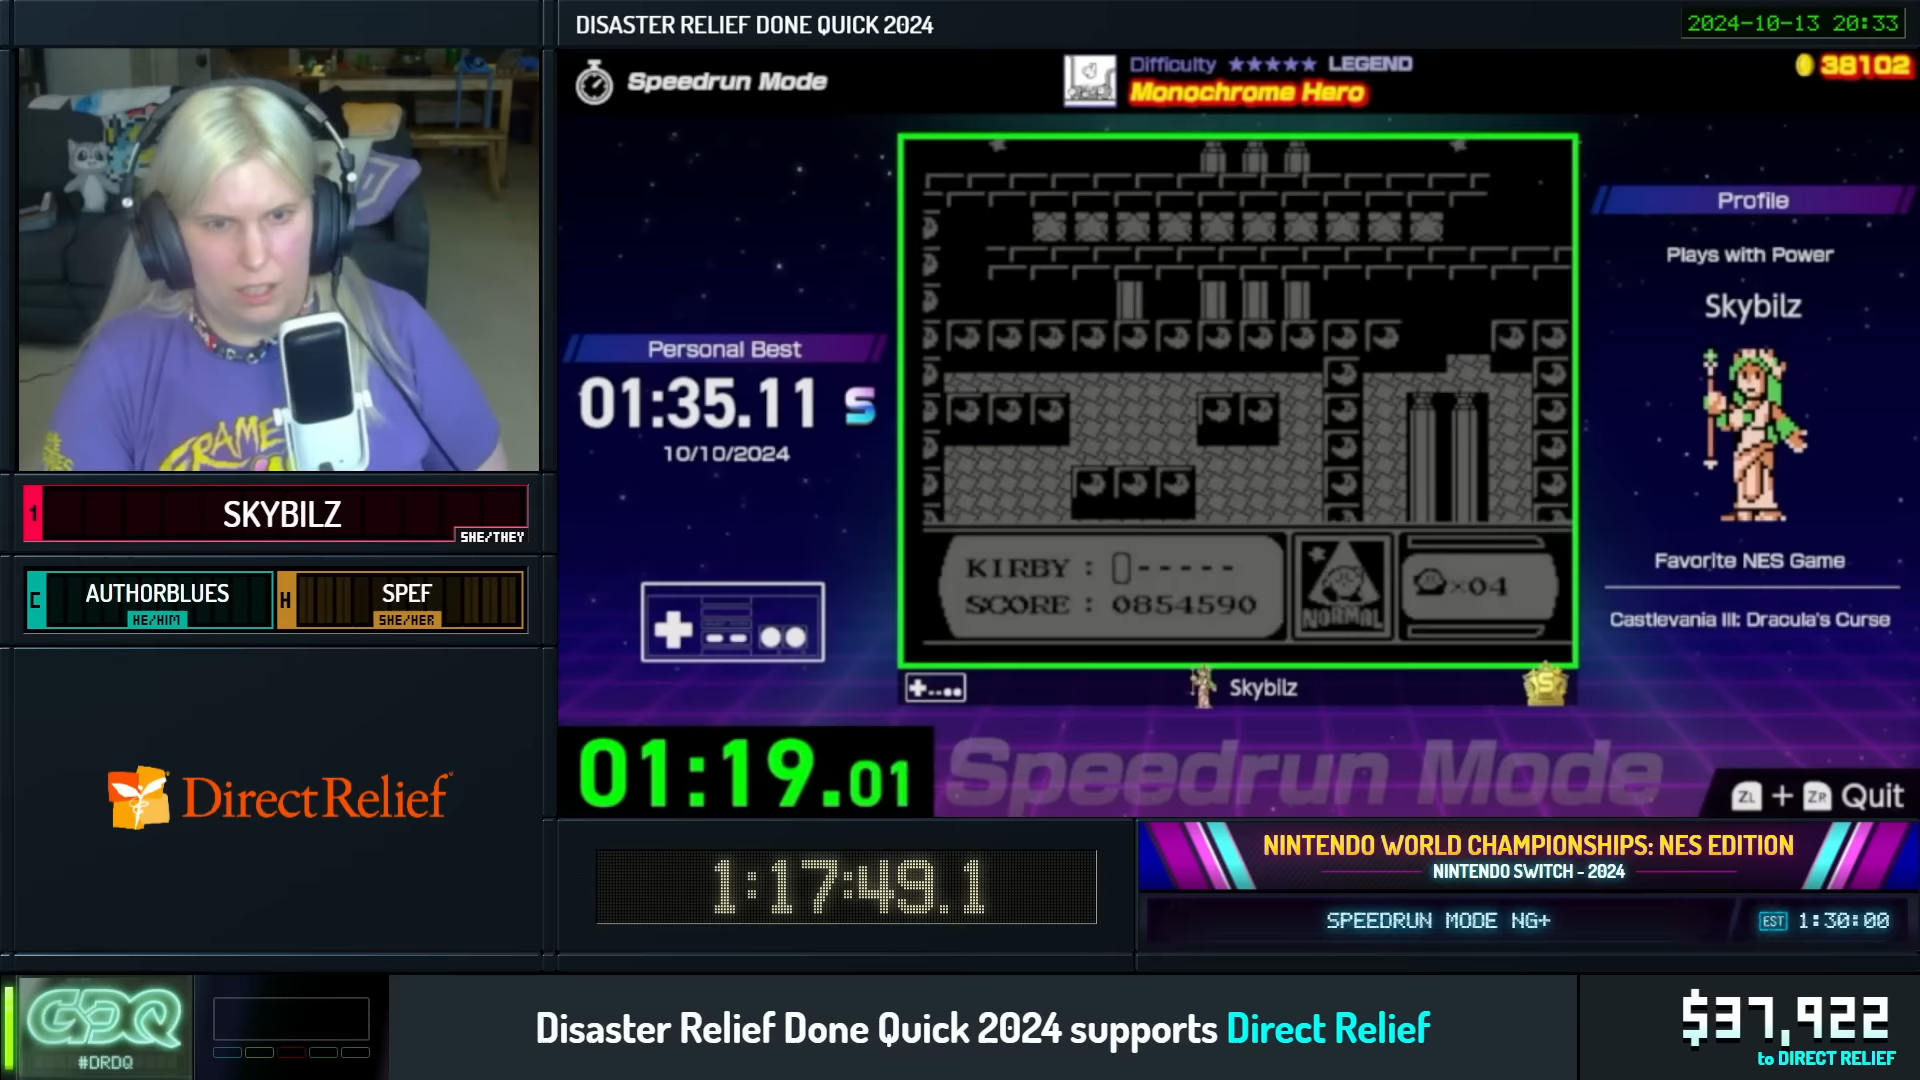 DISASTER RELIEF DONE QUICK 2024
2024-10-13 20:33
Speedrun Mode
Difficulty ★★★★★ LEGEND
Monochrome Hero
38102
Profile
Plays with Power
Skybilz
Favorite NES Game
Castlevania III: Dracula's Curse
Personal Best
01:35.11 S
10/10/2024
KIRBY :
SCORE : 0854590
NORMAL
×04
Skybilz
S
01:19.01
Speedrun Mode
ZL + ZR Quit
1 SKYBILZ
SHE/THEY
C AUTHORBLUES
HE/HIM
H SPEF
SHE/HER
DirectRelief
1:17:49.1
NINTENDO WORLD CHAMPIONSHIPS: NES EDITION
NINTENDO SWITCH - 2024
SPEEDRUN MODE NG+
EST 1:30:00
GDQ
#DRDQ
Disaster Relief Done Quick 2024 supports Direct Relief
$37,922
to DIRECT RELIEF